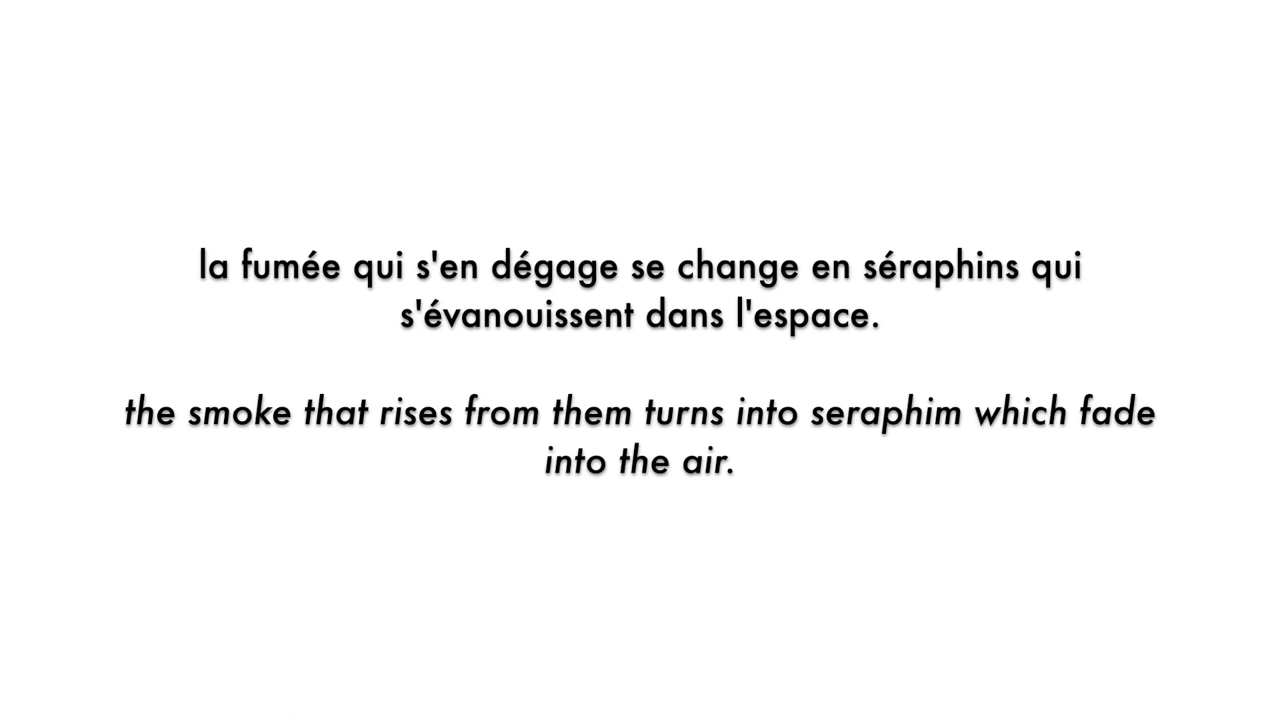 la fumée qui s'en dégage se change en séraphins qui
s'évanouissent dans l'espace.
the smoke that rises from them turns into seraphim which fade
into the air.